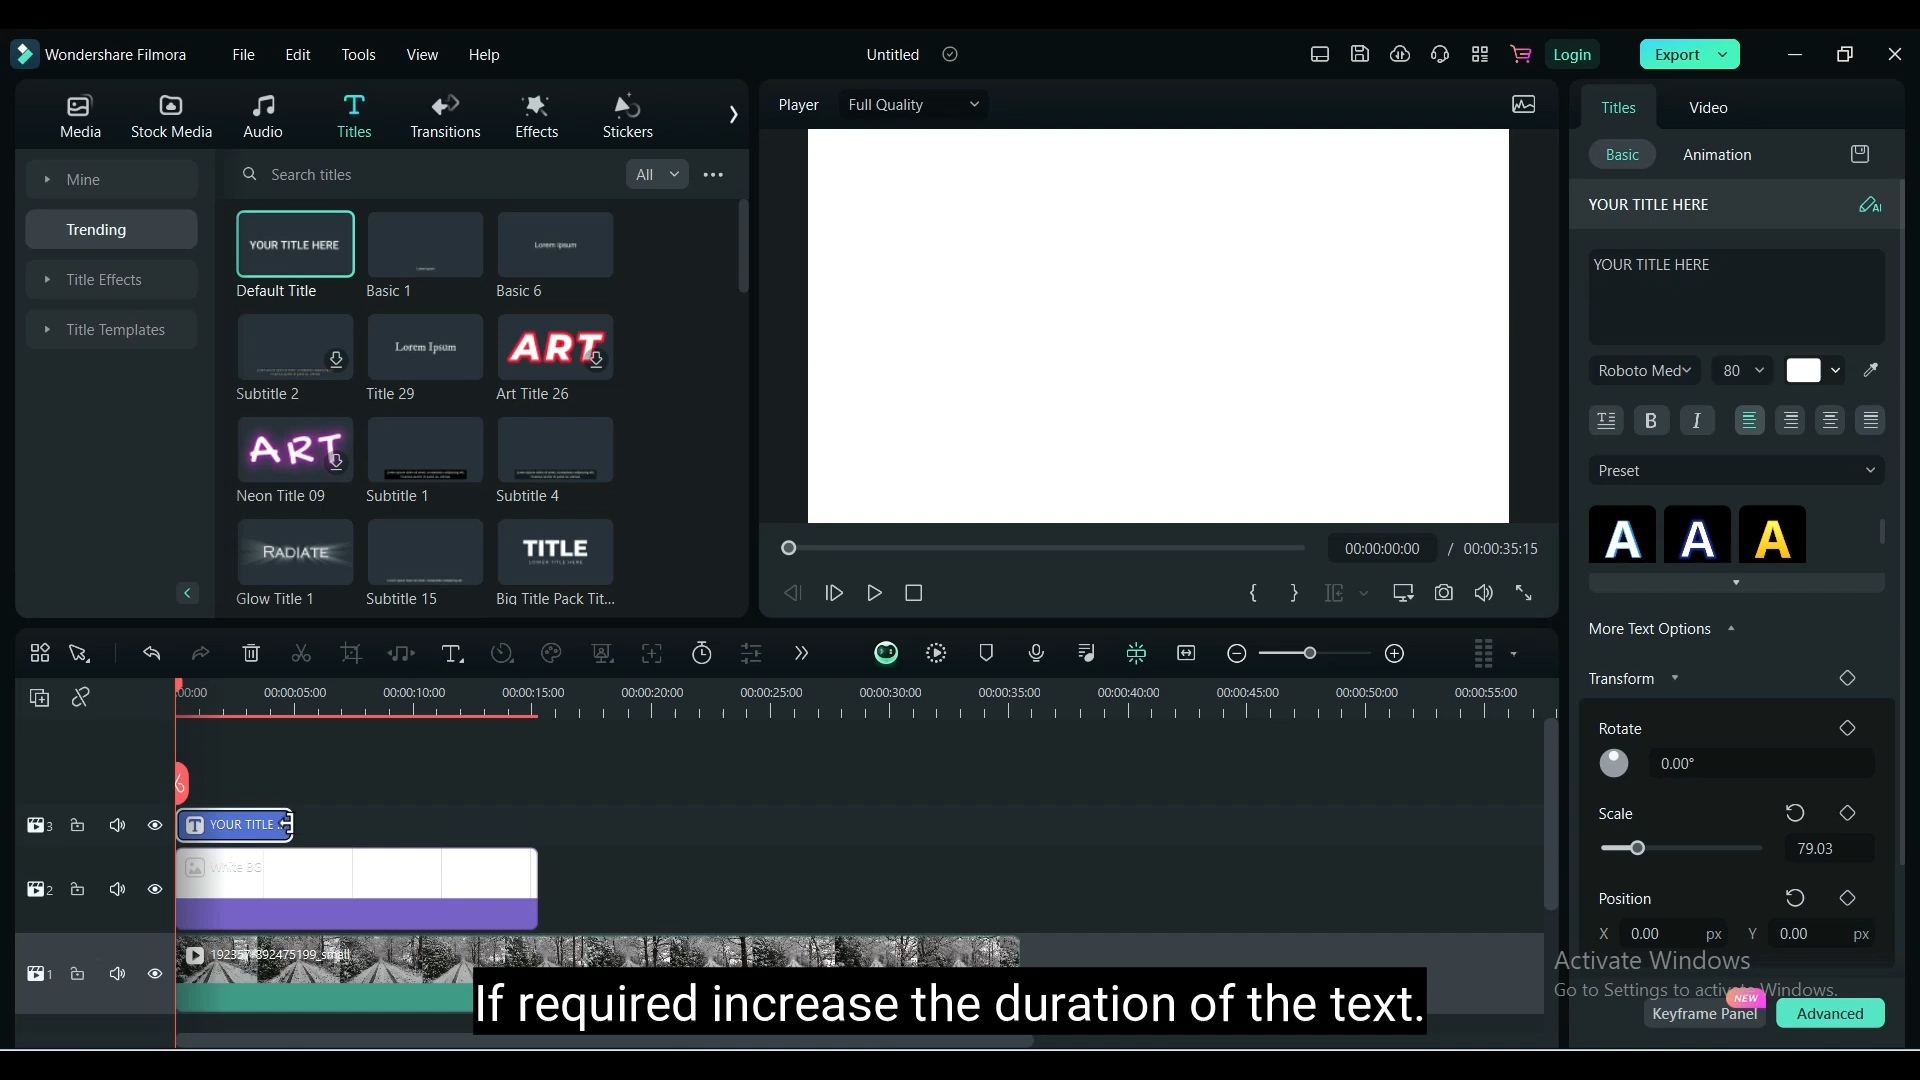 Wondershare Filmora File Edit Tools View Help Untitled Login Export
Media Stock Media Audio Titles Transitions Effects Stickers
Player Full Quality
Titles Video
Mine
Search titles All
Basic Animation
Trending
YOUR TITLE HERE
Title Effects
Title Templates
YOUR TITLE HERE Lorem Ipsum
Default Title Basic 1 Basic 6
Lorem Ipsum ART
Subtitle 2 Title 29 Art Title 26
ART
Neon Title 09 Subtitle 1 Subtitle 4
RADIATE TITLE
LOWER TITLE HERE
Glow Title 1 Subtitle 15 Big Title Pack Tit...
00:00:00:00 / 00:00:35:15
YOUR TITLE HERE
Roboto Med 80
B I
Preset
A A A
More Text Options
Transform
Rotate
0.00°
Scale
79.03
Position
X 0.00 px Y 0.00 px
:00:00 00:00:05:00 00:00:10:00 00:00:15:00 00:00:20:00 00:00:25:00 00:00:30:00 00:00:35:00 00:00:40:00 00:00:45:00 00:00:50:00 00:00:55:00
3 T YOUR TITLE ...
2 White BG
1 192357-892475199_small
If required increase the duration of the text.
Activate Windows
Go to Settings to activate Windows.
NEW
Keyframe Panel Advanced